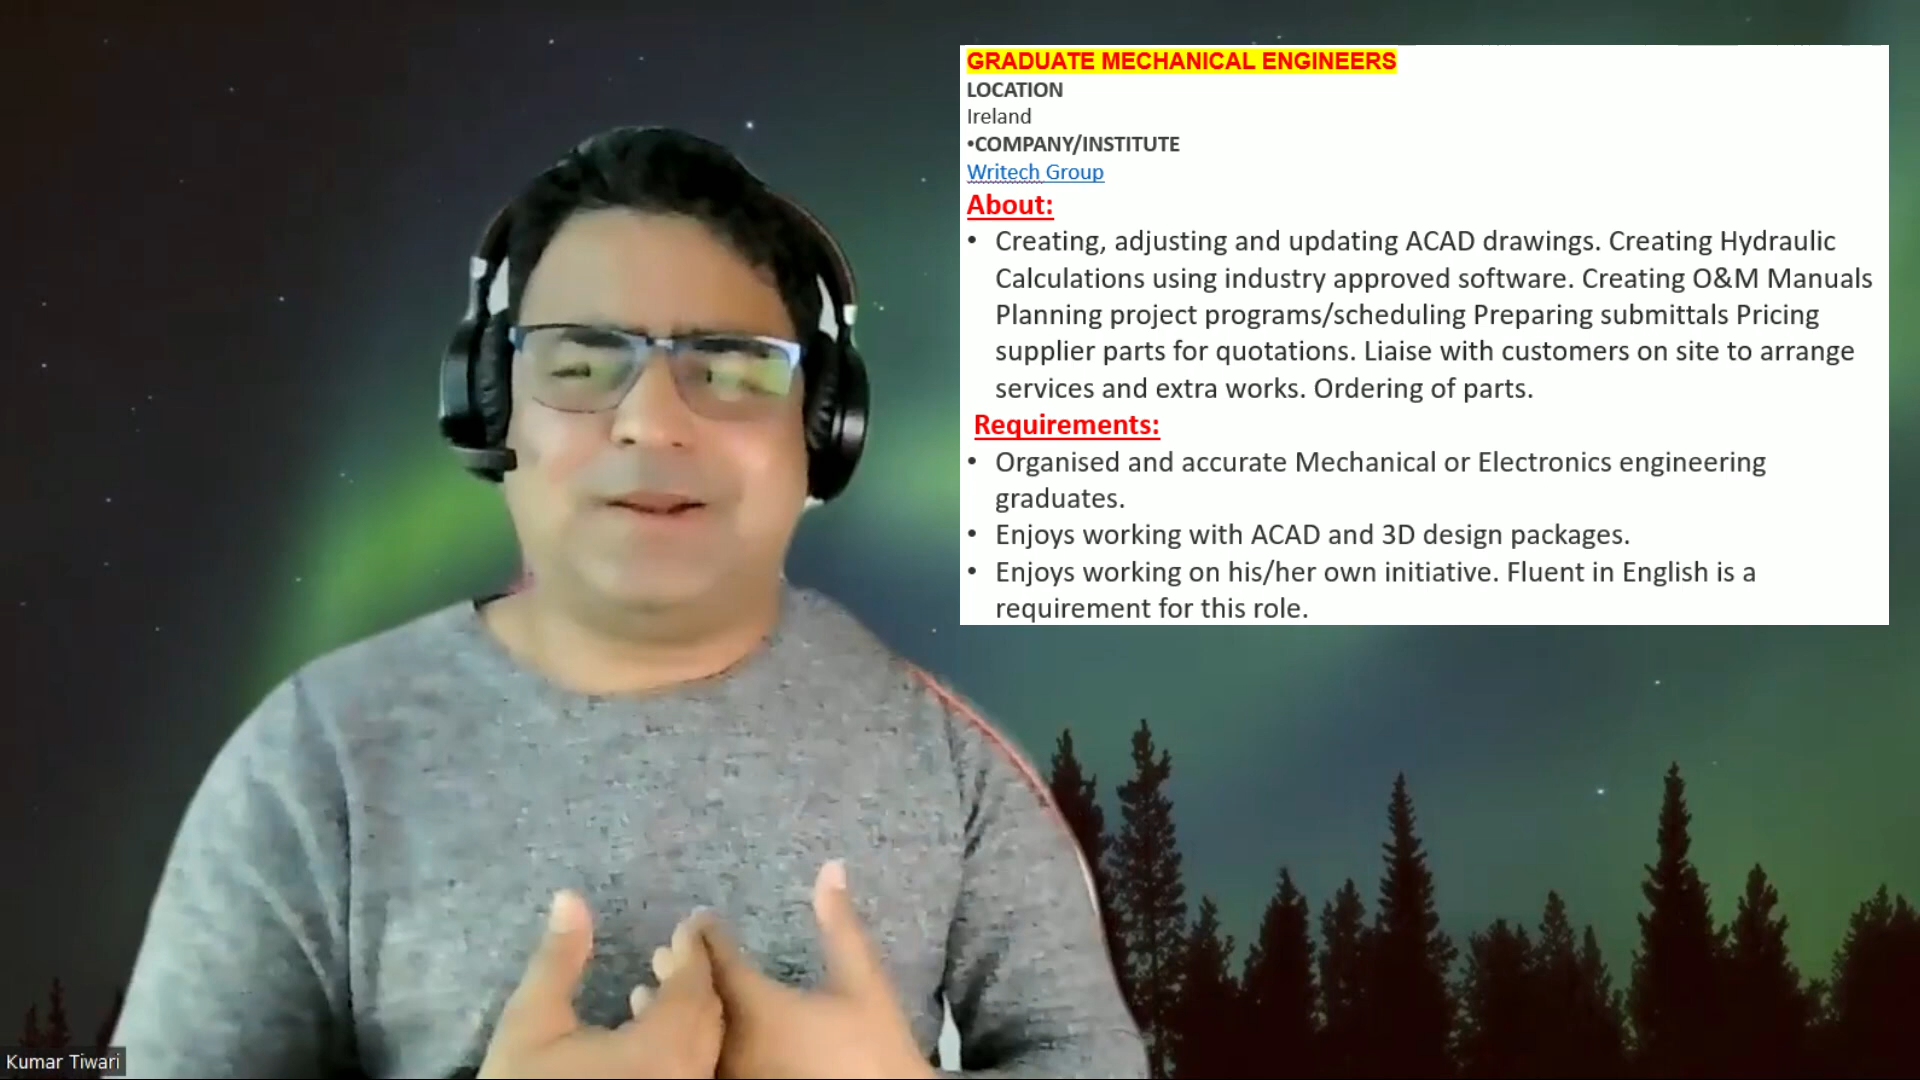 GRADUATE MECHANICAL ENGINEERS
LOCATION
Ireland
•COMPANY/INSTITUTE
Writech Group
About:
• Creating, adjusting and updating ACAD drawings. Creating Hydraulic
Calculations using industry approved software. Creating O&M Manuals
Planning project programs/scheduling Preparing submittals Pricing
supplier parts for quotations. Liaise with customers on site to arrange
services and extra works. Ordering of parts.
Requirements:
• Organised and accurate Mechanical or Electronics engineering
graduates.
• Enjoys working with ACAD and 3D design packages.
• Enjoys working on his/her own initiative. Fluent in English is a
requirement for this role.
Kumar Tiwari